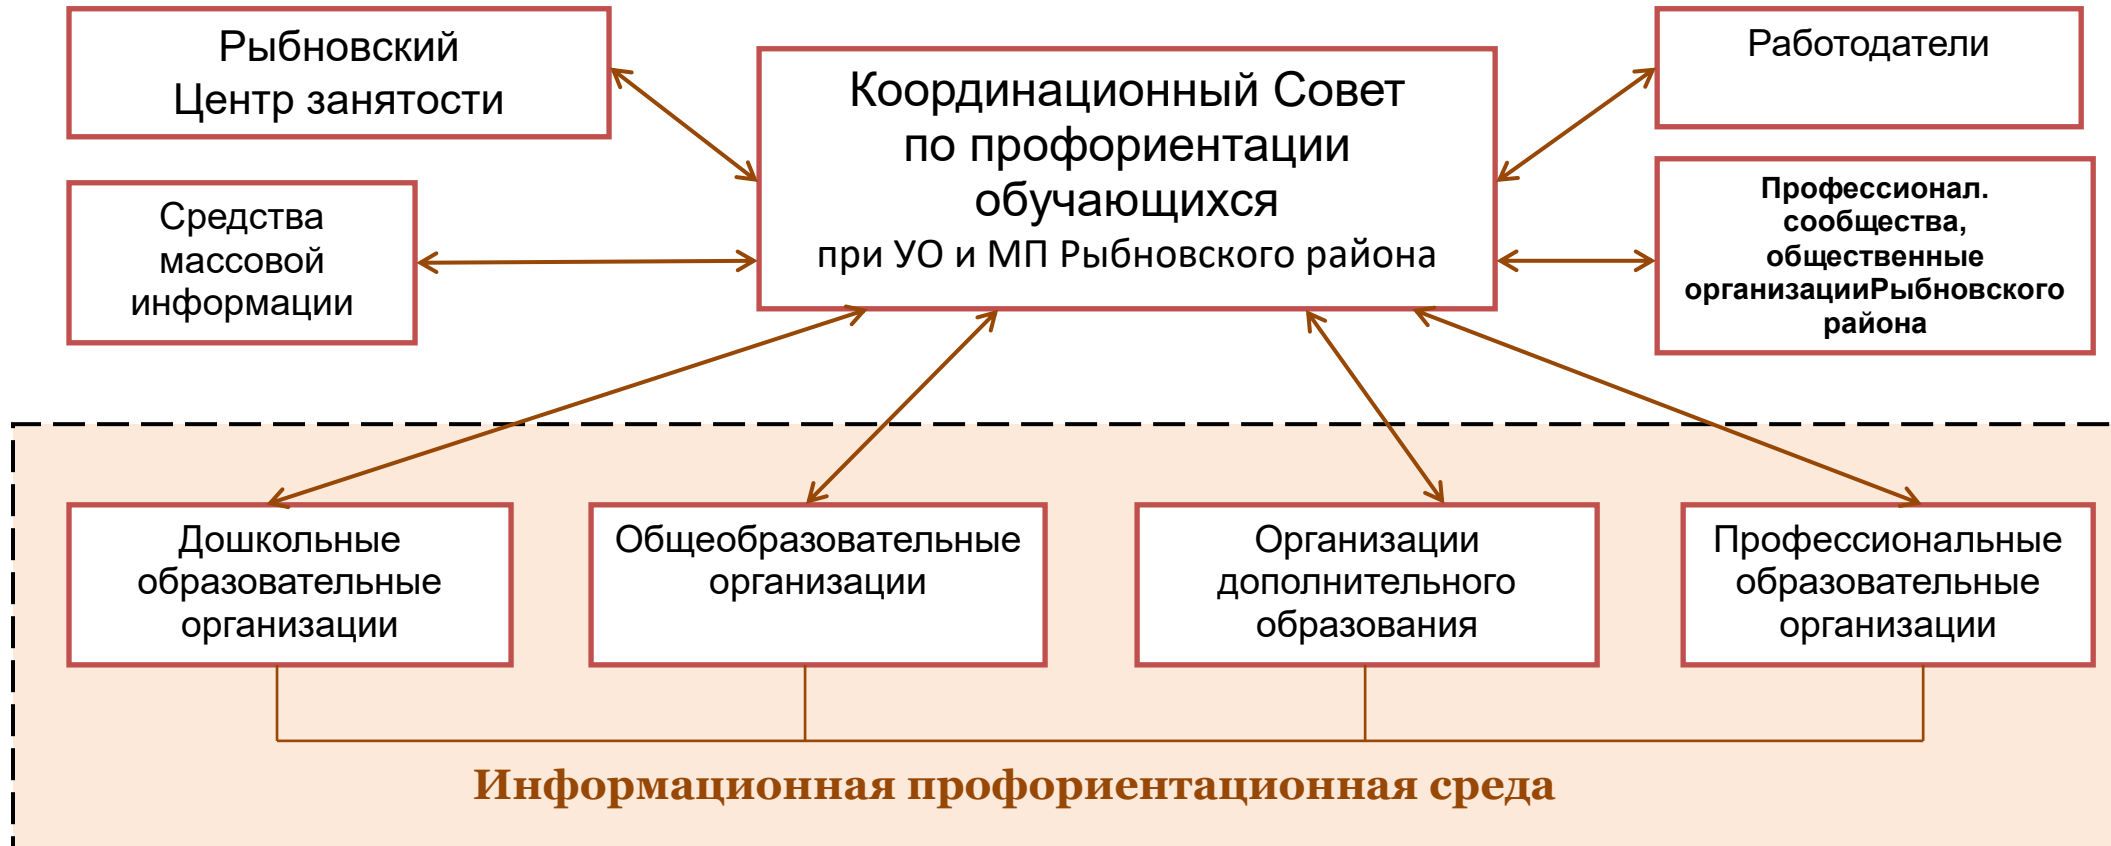 Рыбновский
Центр занятости
Координационный Совет
по профориентации
обучающихся
при УО и МП Рыбновского района
Работодатели
Средства
массовой
информации
Профессионал.
сообщества,
общественные
организацииРыбновского
района
Дошкольные
образовательные
организации
Общеобразовательные
организации
Организации
дополнительного
образования
Профессиональные
образовательные
организации
Информационная профориентационная среда